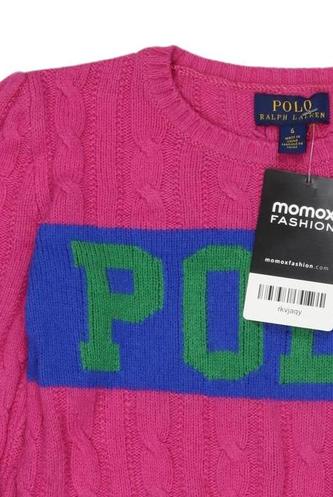 POLO
RALPH LAUREN
6
momox
FASHION
momoxfashion.com
rkvjaqy
POL